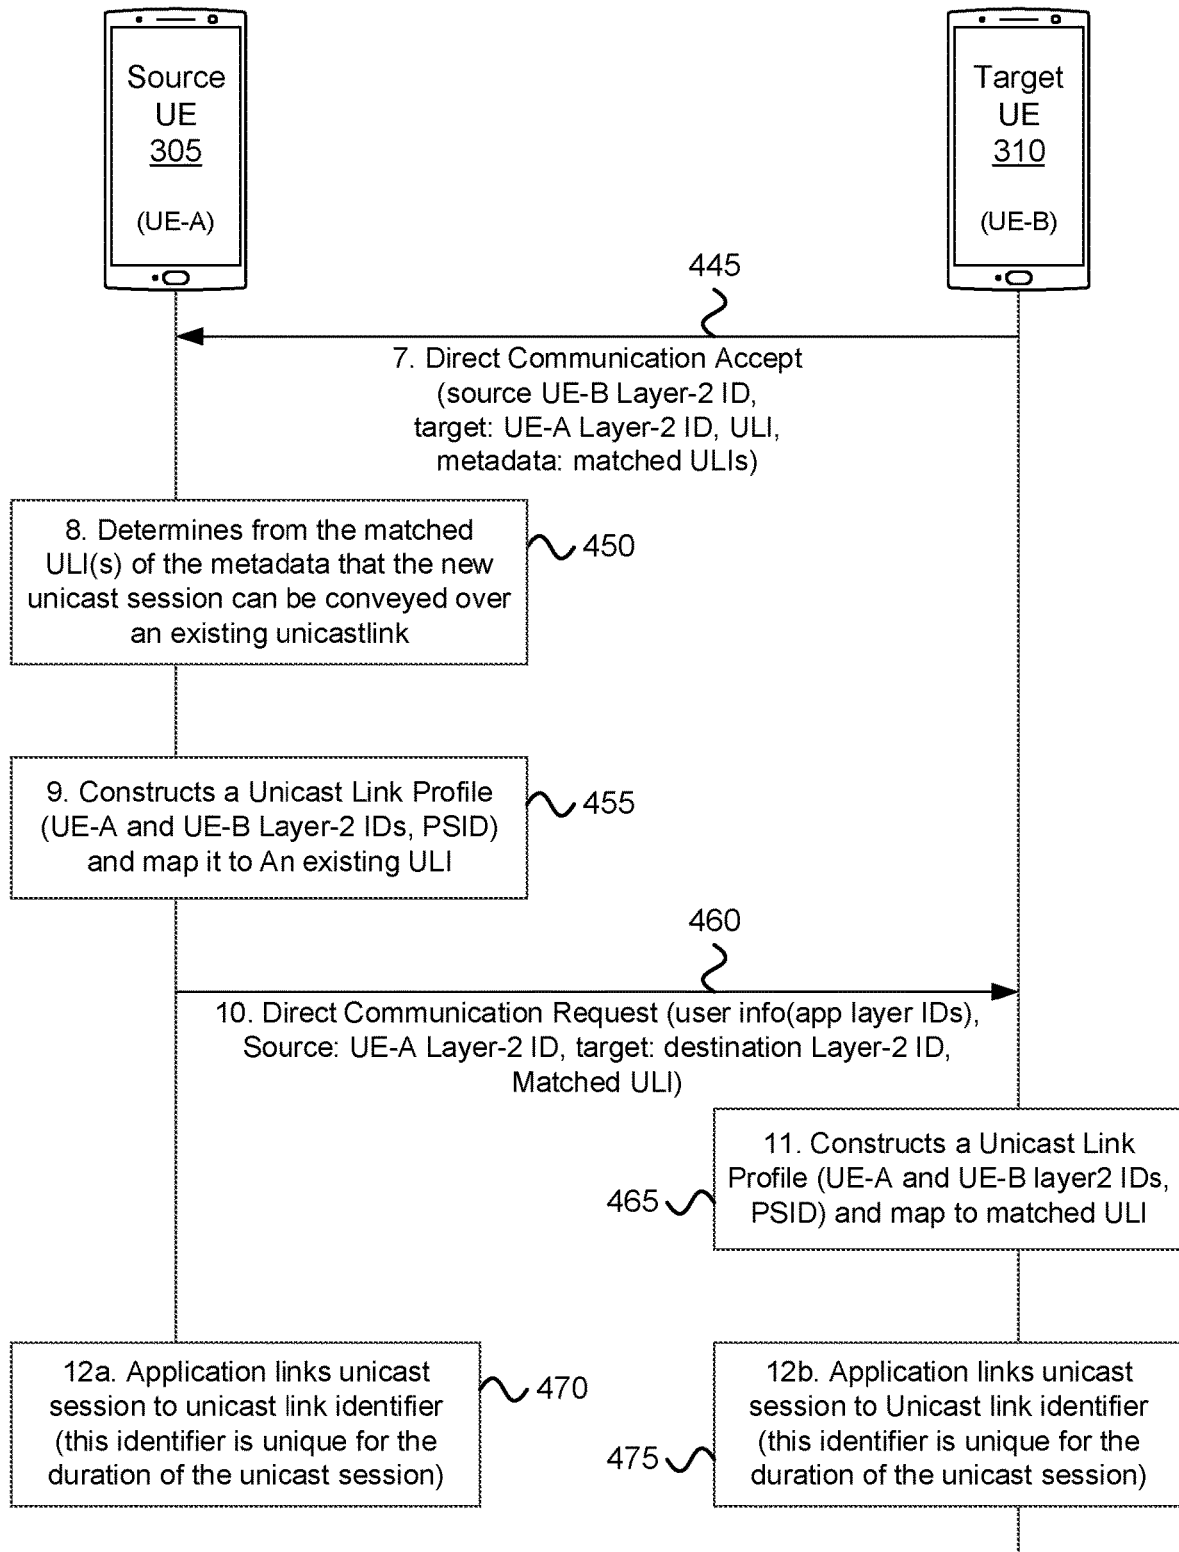 Source
UE
305
(UE-A)
Target
UE
310
(UE-B)
445
7. Direct Communication Accept
(source UE-B Layer-2 ID,
target: UE-A Layer-2 ID, ULI,
metadata: matched ULIs)
8. Determines from the matched
ULI(s) of the metadata that the new
unicast session can be conveyed over
an existing unicastlink
450
9. Constructs a Unicast Link Profile
(UE-A and UE-B Layer-2 IDs, PSID)
and map it to An existing ULI
455
460
10. Direct Communication Request (user info(app layer IDs),
Source: UE-A Layer-2 ID, target: destination Layer-2 ID,
Matched ULI)
11. Constructs a Unicast Link
Profile (UE-A and UE-B layer2 IDs,
PSID) and map to matched ULI
465
12a. Application links unicast
session to unicast link identifier
(this identifier is unique for the
duration of the unicast session)
470
12b. Application links unicast
session to Unicast link identifier
(this identifier is unique for the
duration of the unicast session)
475